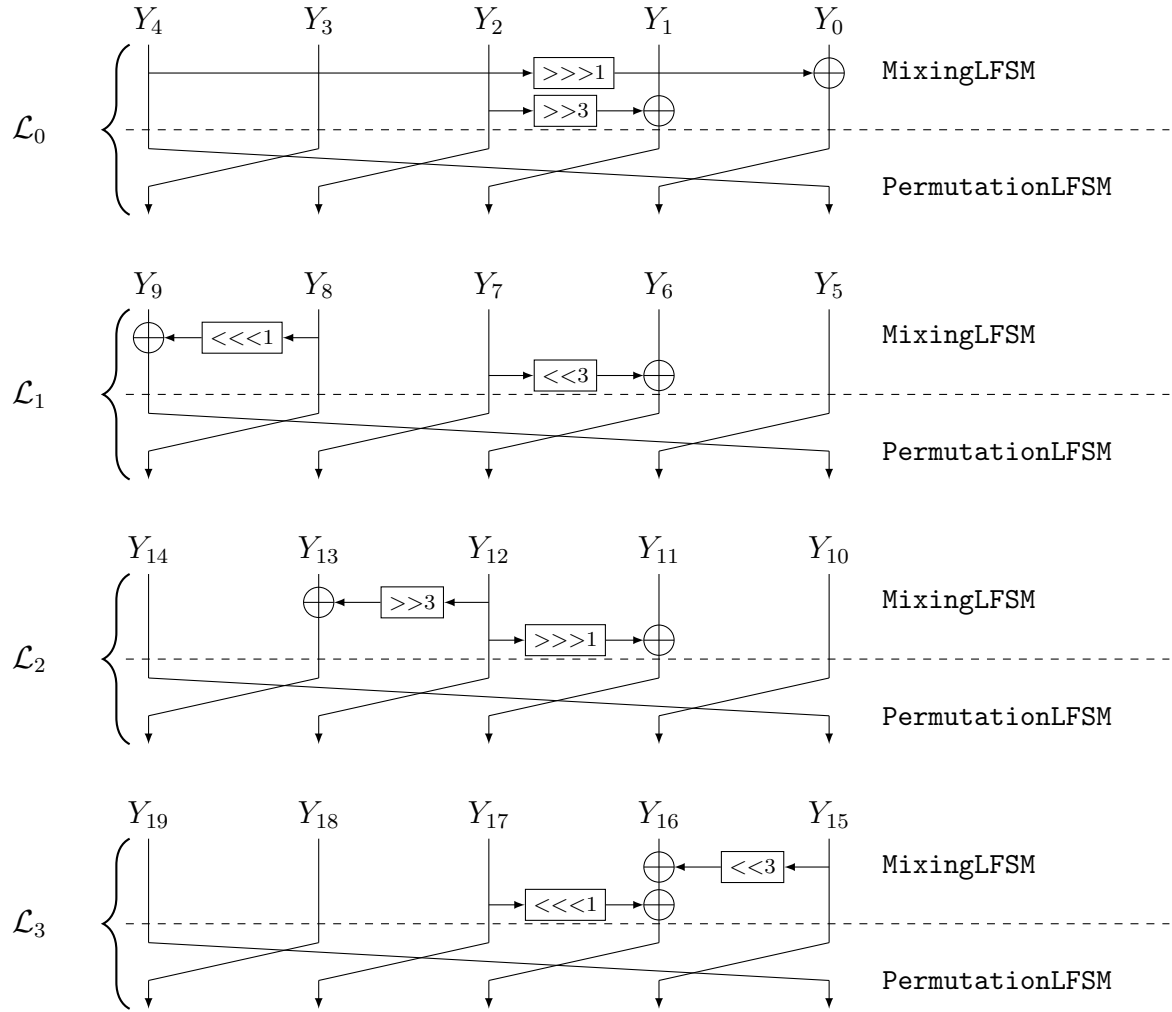 Y₄ Y₃ Y₂ Y₁ Y₀
>>>1 MixingLFSM
>>3
ℒ₀
PermutationLFSM
Y₉ Y₈ Y₇ Y₆ Y₅
<<<1 MixingLFSM
<<3
ℒ₁
PermutationLFSM
Y₁₄ Y₁₃ Y₁₂ Y₁₁ Y₁₀
>>3 MixingLFSM
>>>1
ℒ₂
PermutationLFSM
Y₁₉ Y₁₈ Y₁₇ Y₁₆ Y₁₅
<<3 MixingLFSM
<<<1
ℒ₃
PermutationLFSM